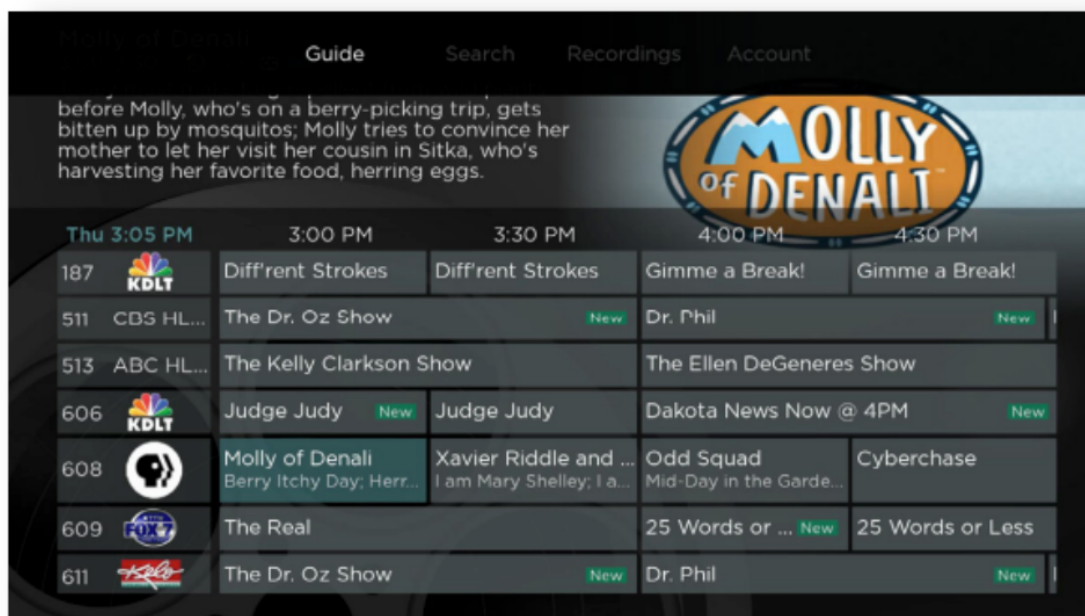 Molly of Denali
Guide Search Recordings Account
before Molly, who's on a berry-picking trip, gets
bitten up by mosquitos; Molly tries to convince her
mother to let her visit her cousin in Sitka, who's
harvesting her favorite food, herring eggs.
MOLLY
OF DENALI
Thu 3:05 PM 3:00 PM 3:30 PM 4:00 PM 4:30 PM
187 KDLT Diff'rent Strokes Diff'rent Strokes Gimme a Break! Gimme a Break!
511 CBS HL... The Dr. Oz Show New Dr. Phil New
513 ABC HL... The Kelly Clarkson Show The Ellen DeGeneres Show
606 KDLT Judge Judy New Judge Judy Dakota News Now @ 4PM New
608 Molly of Denali Xavier Riddle and ... Odd Squad Cyberchase
Berry Itchy Day; Herr... I am Mary Shelley; I a... Mid-Day in the Garde...
609 FOX 7 The Real 25 Words or ... New 25 Words or Less
611 Kelo The Dr. Oz Show New Dr. Phil New